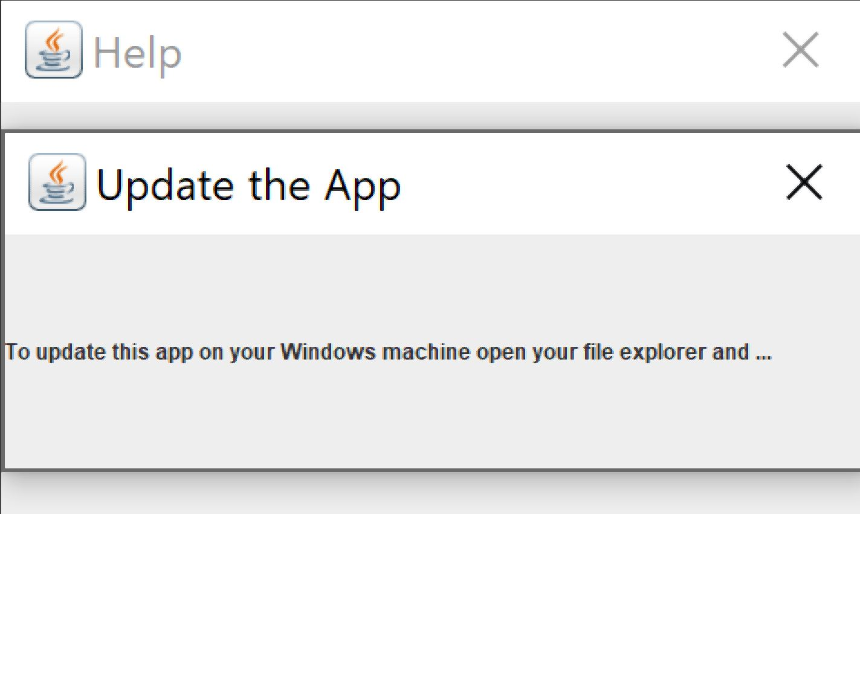 Help
Update the App
To update this app on your Windows machine open your file explorer and ...